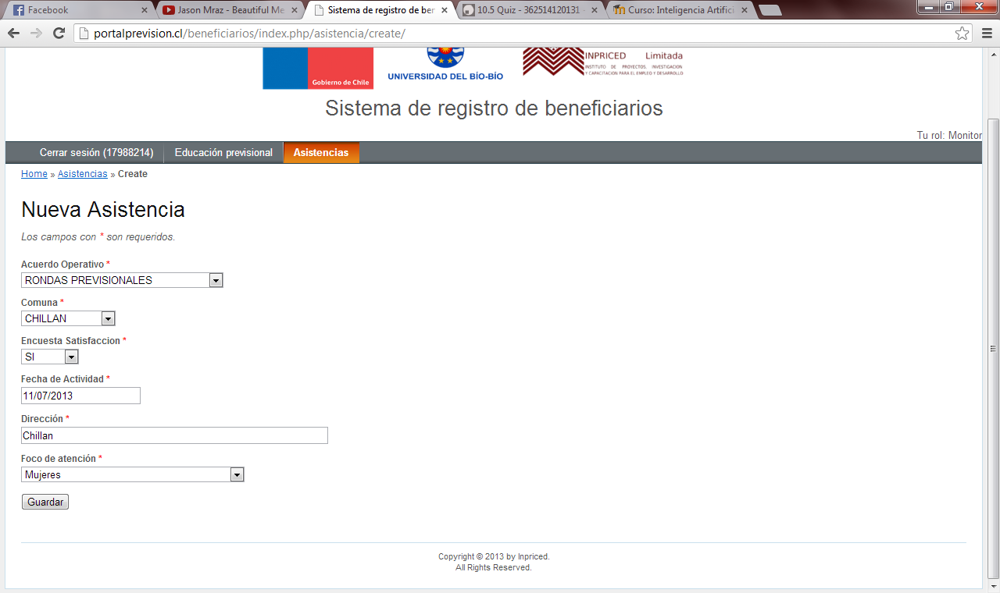 Facebook
Jason Mraz - Beautiful Me
Sistema de registro de ber
10.5 Quiz - 362514120131
Curso: Inteligencia Artifici
portalprevision.cl/beneficiarios/index.php/asistencia/create/
Gobierno de Chile
UNIVERSIDAD DEL BÍO-BÍO
INPRICED Limitada
INSTITUTO DE PROYECTOS, INVESTIGACION
Y CAPACITACION PARA EL EMPLEO Y DESARROLLO
Sistema de registro de beneficiarios
Tu rol: Monitor
Cerrar sesión (17988214) Educación previsional Asistencias
Home » Asistencias » Create
Nueva Asistencia
Los campos con * son requeridos.
Acuerdo Operativo *
RONDAS PREVISIONALES
Comuna *
CHILLAN
Encuesta Satisfaccion *
SI
Fecha de Actividad *
11/07/2013
Dirección *
Chillan
Foco de atención *
Mujeres
Guardar
Copyright © 2013 by Inpriced.
All Rights Reserved.